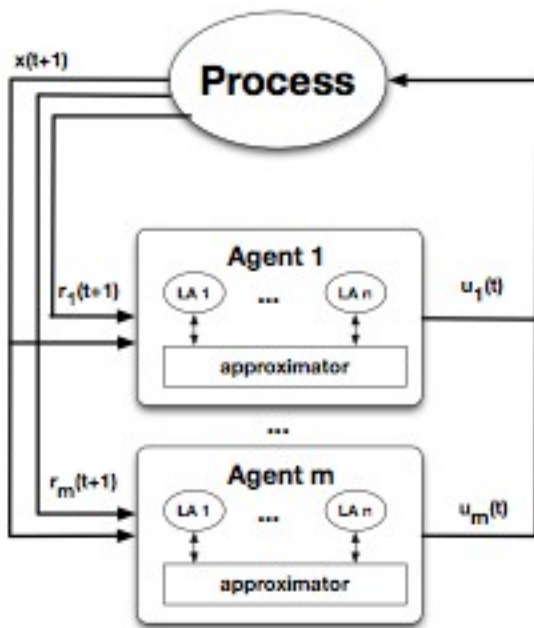 x(t+1)
Process
Agent 1
r₁(t+1)
LA 1 ... LA n
u₁(t)
approximator
...
Agent m
rₘ(t+1)
LA 1 ... LA n
uₘ(t)
approximator